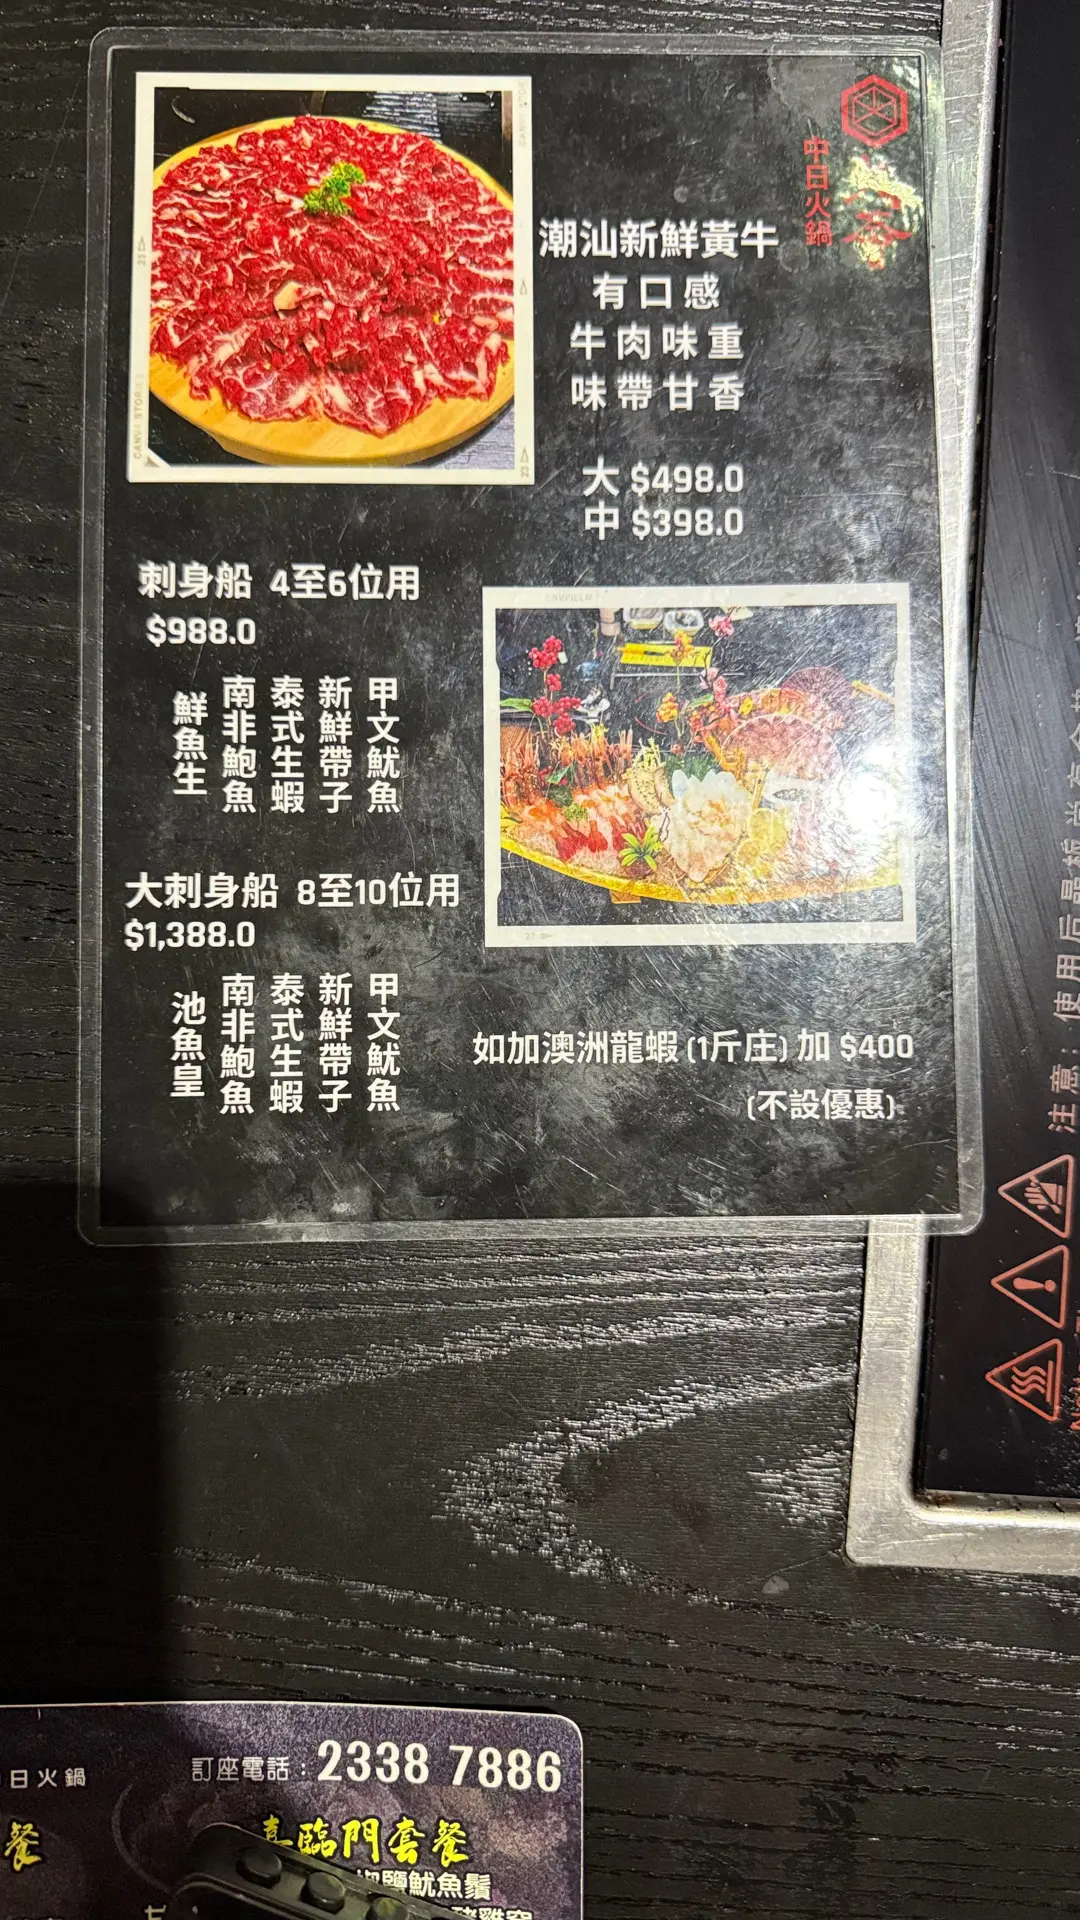 中日火鍋
潮汕新鮮黃牛
有口感
牛肉味重
味帶甘香
大 $498.0
中 $398.0
刺身船 4至6位用
$988.0
鮮魚生
南非鮑魚
泰式生蝦
新鮮帶子
甲文魷魚
大刺身船 8至10位用
$1,388.0
池魚皇
南非鮑魚
泰式生蝦
新鮮帶子
甲文魷魚
如加澳洲龍蝦 (1斤庄) 加 $400
(不設優惠)
注意：使用后
日火鍋
訂座電話：2338 7886
餐
臨門套餐
鹽魷魚鬚